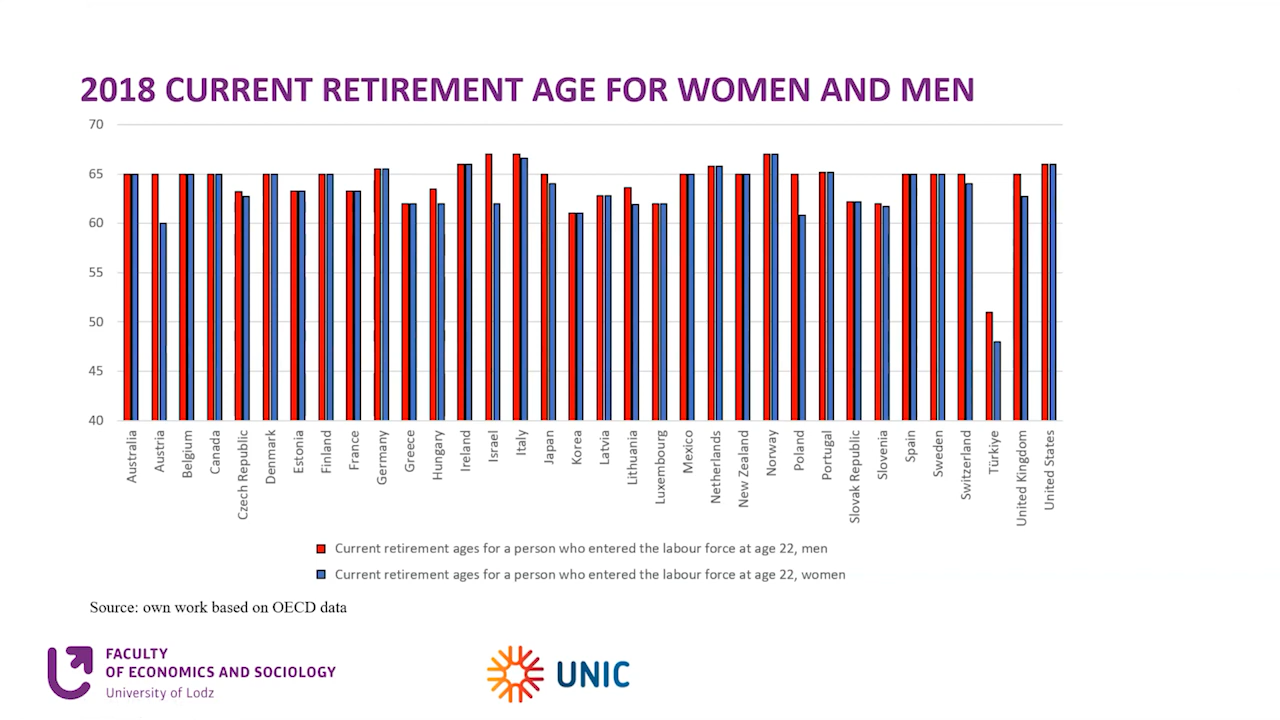 2018 CURRENT RETIREMENT AGE FOR WOMEN AND MEN
70
65
60
55
50
45
40
Australia
Austria
Belgium
Canada
Czech Republic
Denmark
Estonia
Finland
France
Germany
Greece
Hungary
Ireland
Israel
Italy
Japan
Korea
Latvia
Lithuania
Luxembourg
Mexico
Netherlands
New Zealand
Norway
Poland
Portugal
Slovak Republic
Slovenia
Spain
Sweden
Switzerland
Türkiye
United Kingdom
United States
Current retirement ages for a person who entered the labour force at age 22, men
Current retirement ages for a person who entered the labour force at age 22, women
Source: own work based on OECD data
FACULTY
OF ECONOMICS AND SOCIOLOGY
University of Lodz
UNIC